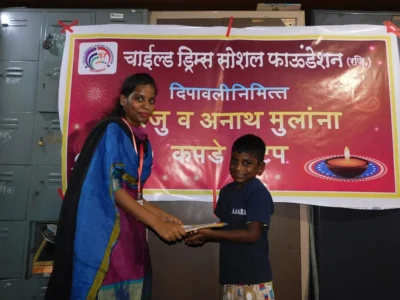 चाईल्ड ड्रिम्स सोशल फाऊंडेशन (रजि.)
दिपावलीनिमित्त
व अनाथ मुलांना
कपडे